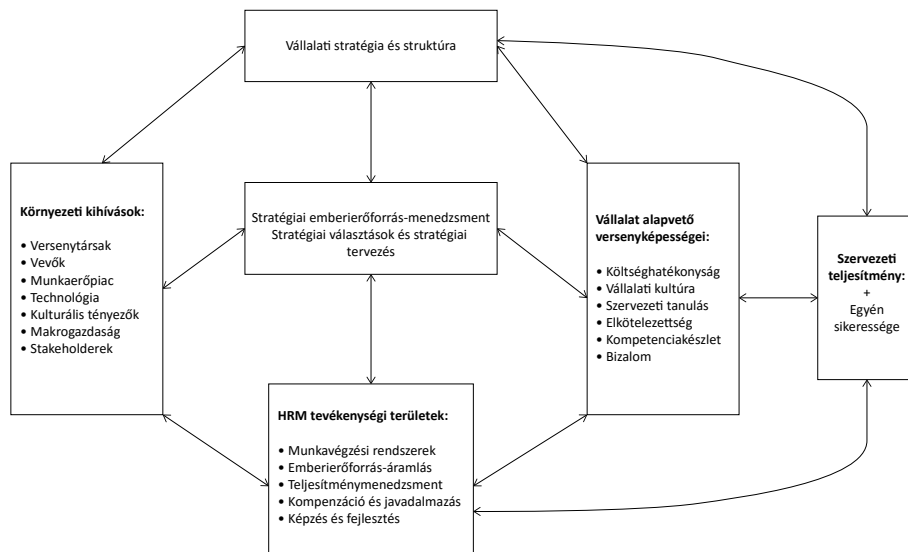 Vállalati stratégia és struktúra
Környezeti kihívások:
• Versenytársak
• Vevők
• Munkaerőpiac
• Technológia
• Kulturális tényezők
• Makrogazdaság
• Stakeholderek
Stratégiai emberierőforrás-menedzsment
Stratégiai választások és stratégiai
tervezés
Vállalat alapvető
versenyképességei:
• Költséghatékonyság
• Vállalati kultúra
• Szervezeti tanulás
• Elkötelezettség
• Kompetenciakészlet
• Bizalom
Szervezeti
teljesítmény:
+
Egyén
sikeressége
HRM tevékenységi területek:
• Munkavégzési rendszerek
• Emberierőforrás-áramlás
• Teljesítménymenedzsment
• Kompenzáció és javadalmazás
• Képzés és fejlesztés